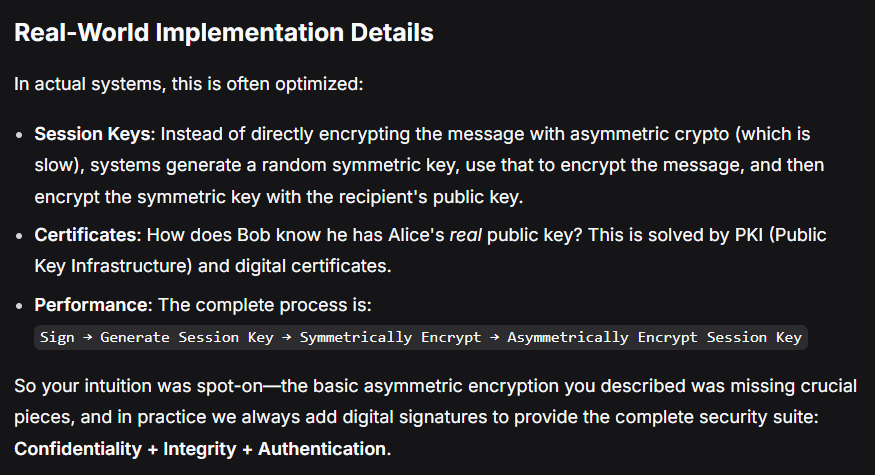 Real-World Implementation Details
In actual systems, this is often optimized:
• Session Keys: Instead of directly encrypting the message with asymmetric crypto (which is
slow), systems generate a random symmetric key, use that to encrypt the message, and then
encrypt the symmetric key with the recipient's public key.
• Certificates: How does Bob know he has Alice's real public key? This is solved by PKI (Public
Key Infrastructure) and digital certificates.
• Performance: The complete process is:
Sign → Generate Session Key → Symmetrically Encrypt → Asymmetrically Encrypt Session Key
So your intuition was spot-on—the basic asymmetric encryption you described was missing crucial
pieces, and in practice we always add digital signatures to provide the complete security suite:
Confidentiality + Integrity + Authentication.